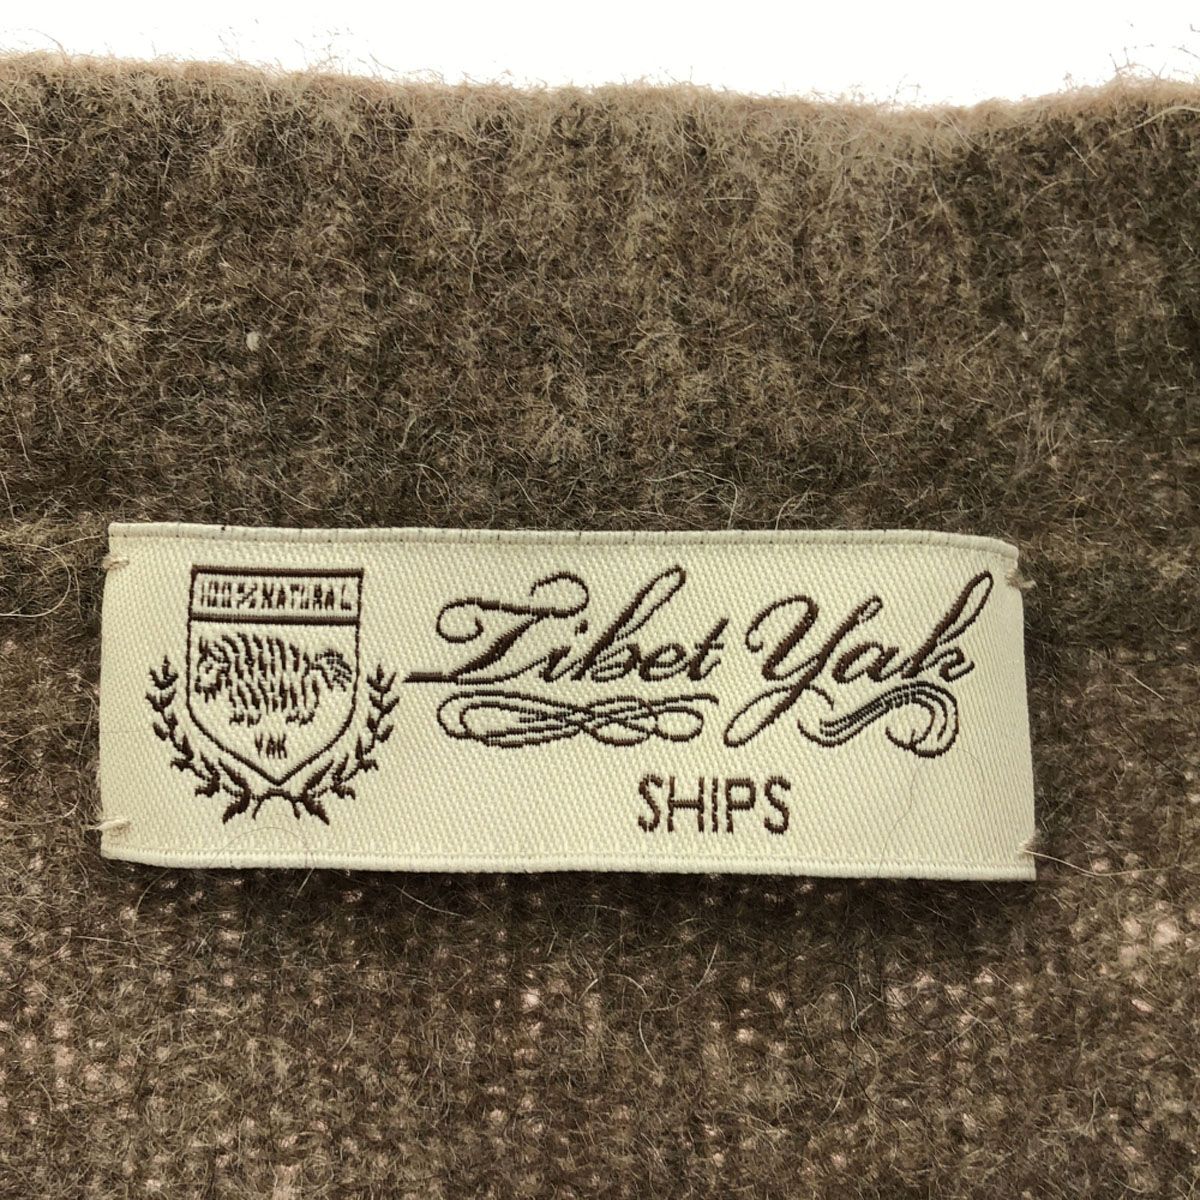 100% NATURAL
YAK
Tibet Yak
SHIPS